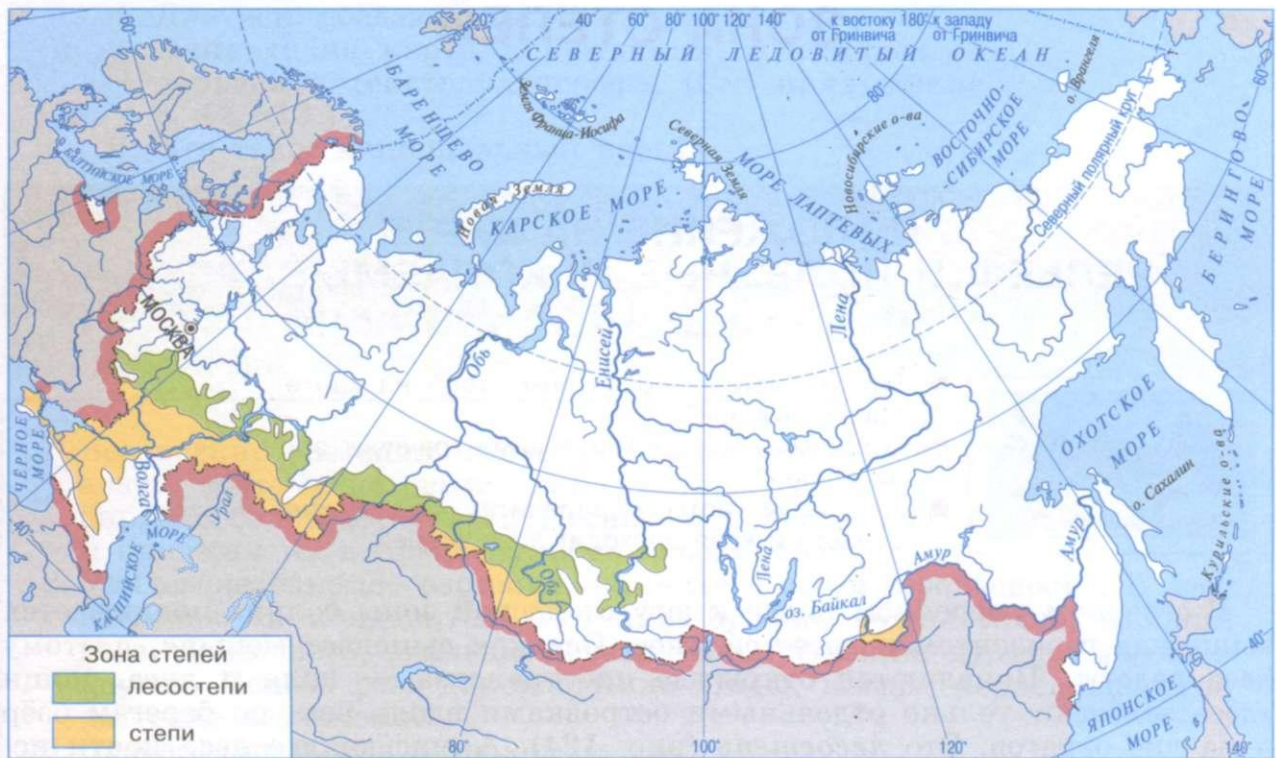 60°
20°
40°
60°
80°
100°
120°
140°
к востоку 180° к западу
от Гринвича
от Гринвича
СЕВЕРНЫЙ ЛЕДОВИТЫЙ ОКЕАН
о. Врангеля
60°
БАРЕНЦЕВО
МОРЕ
Земля Франца-Иосифа
80°
Северная Земля
Новосибирские о-ва
ВОСТОЧНО-
-СИБИРСКОЕ
МОРЕ
Северный полярный круг
БЕРИНГОВО
МОРЕ
БАЛТИЙСКОЕ МОРЕ
Новая Земля
КАРСКОЕ МОРЕ
МОРЕ ЛАПТЕВЫХ
МОСКВА
Обь
Енисей
Лена
ОХОТСКОЕ
МОРЕ
ЧЁРНОЕ
МОРЕ
Волга
Урал
о. Сахалин
Курильские о-ва
40°
КАСПИЙСКОЕ
МОРЕ
Обь
Лена
оз. Байкал
Амур
Амур
40°
ЯПОНСКОЕ
МОРЕ
80°
100°
120°
140°
Зона степей
лесостепи
степи